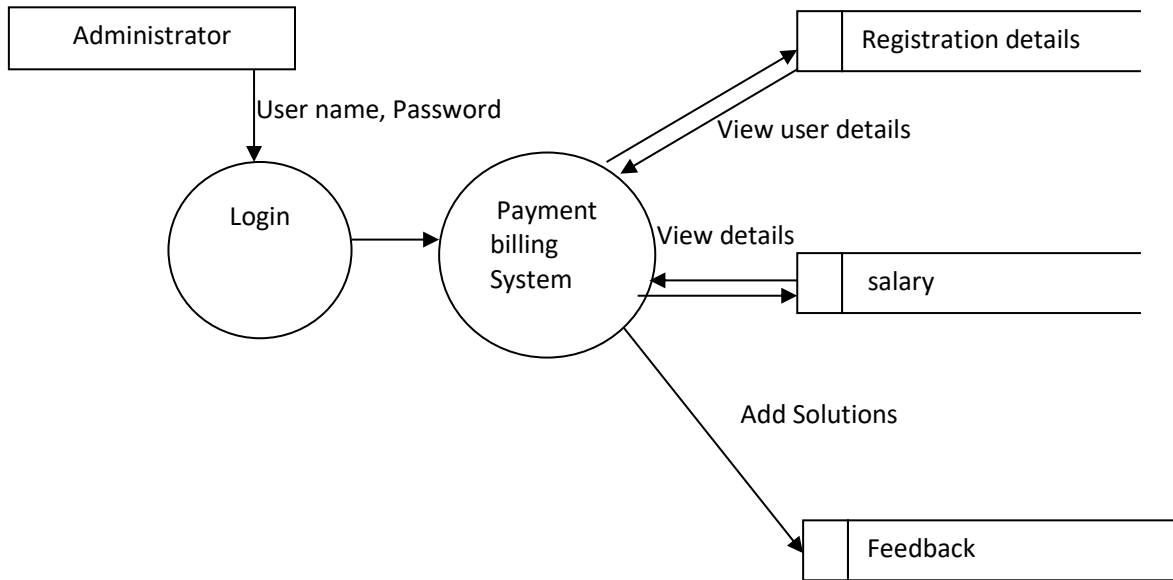 Administrator
Registration details
User name, Password
View user details
Login
Payment
billing
System
View details
salary
Add Solutions
Feedback